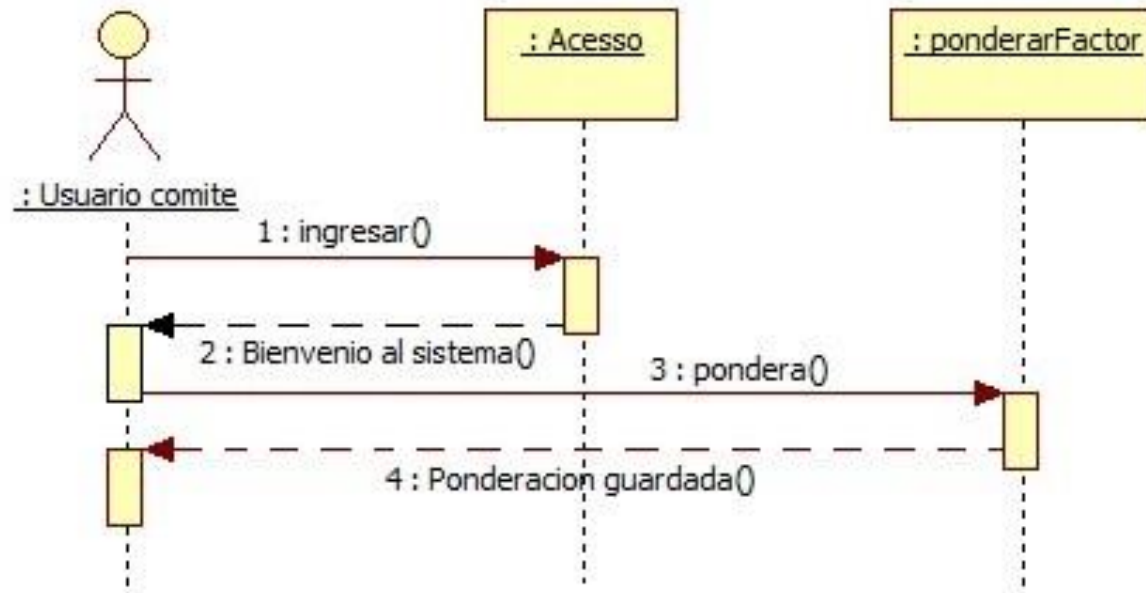 : Acesso
: ponderarFactor
: Usuario comite
1 : ingresar()
2 : Bienvenio al sistema()
3 : pondera()
4 : Ponderacion guardada()